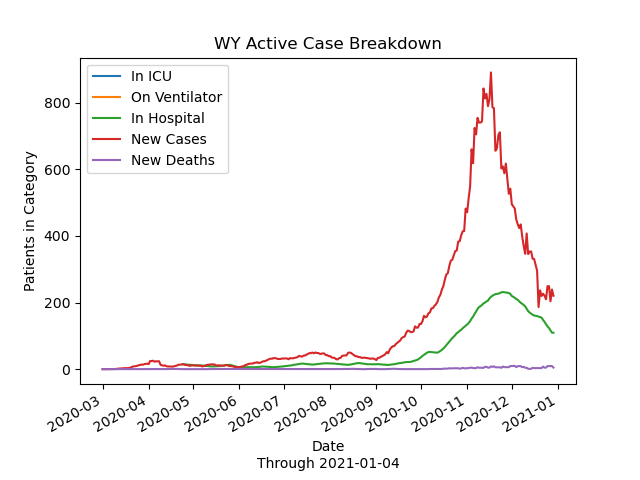 WY Active Case Breakdown
In ICU
On Ventilator
In Hospital
New Cases
New Deaths
Patients in Category
800
600
400
200
0
2020-03
2020-04
2020-05
2020-06
2020-07
2020-08
2020-09
2020-10
2020-11
2020-12
2021-01
Date
Through 2021-01-04